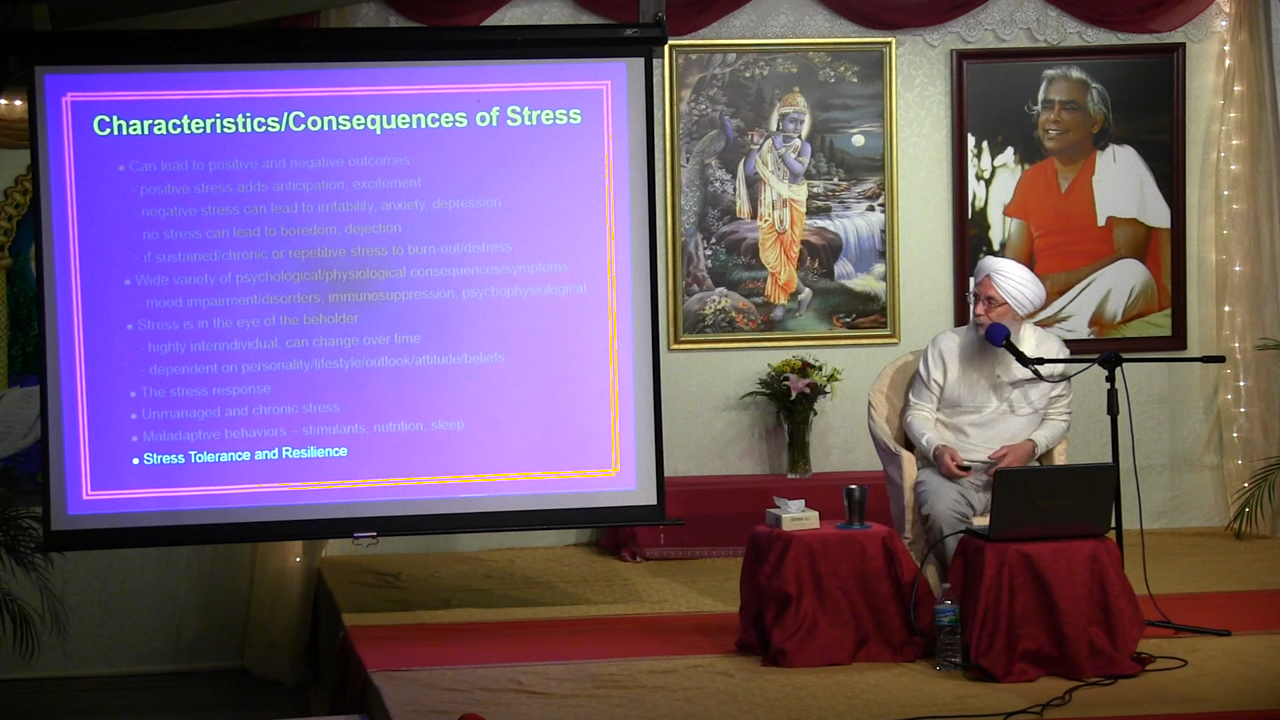 Characteristics/Consequences of Stress
• Can lead to positive and negative outcomes
- positive stress adds anticipation, excitement
- negative stress can lead to irritability, anxiety, depression
- no stress can lead to boredom, dejection
- if sustained/chronic or repetitive stress to burn-out/distress
• Wide variety of psychological/physiological consequences/symptoms
- mood impairment/disorders, immunosuppression, psychophysiological
• Stress is in the eye of the beholder
- highly interindividual, can change over time
- dependent on personality/lifestyle/outlook/attitude/beliefs
• The stress response
• Unmanaged and chronic stress
• Maladaptive behaviors – stimulants, nutrition, sleep
• Stress Tolerance and Resilience